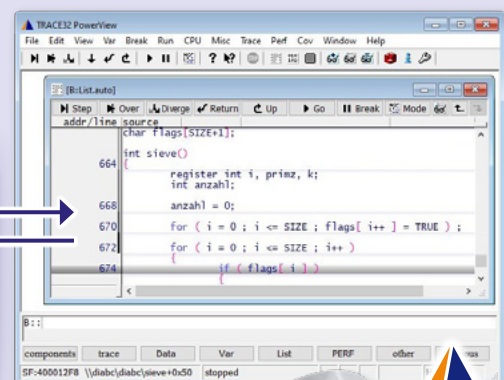 TRACE32 PowerView
File Edit View Var Break Run CPU Misc Trace Perf Cov Window Help
[B::List.auto]
Step Over Diverge Return Up Go Break Mode
addr/line source
char flags[SIZE+1];
int sieve()
664 {
register int i, primz, k;
int anzahl;
668 anzahl = 0;
670 for ( i = 0 ; i <= SIZE ; flags[ i++ ] = TRUE ) ;
672 for ( i = 0 ; i <= SIZE ; i++ )
{
674 if ( flags[ i ] )
{
B::
components trace Data Var List PERF other
SF:400012F8 \\diabc\diabc\sieve+0x50 stopped